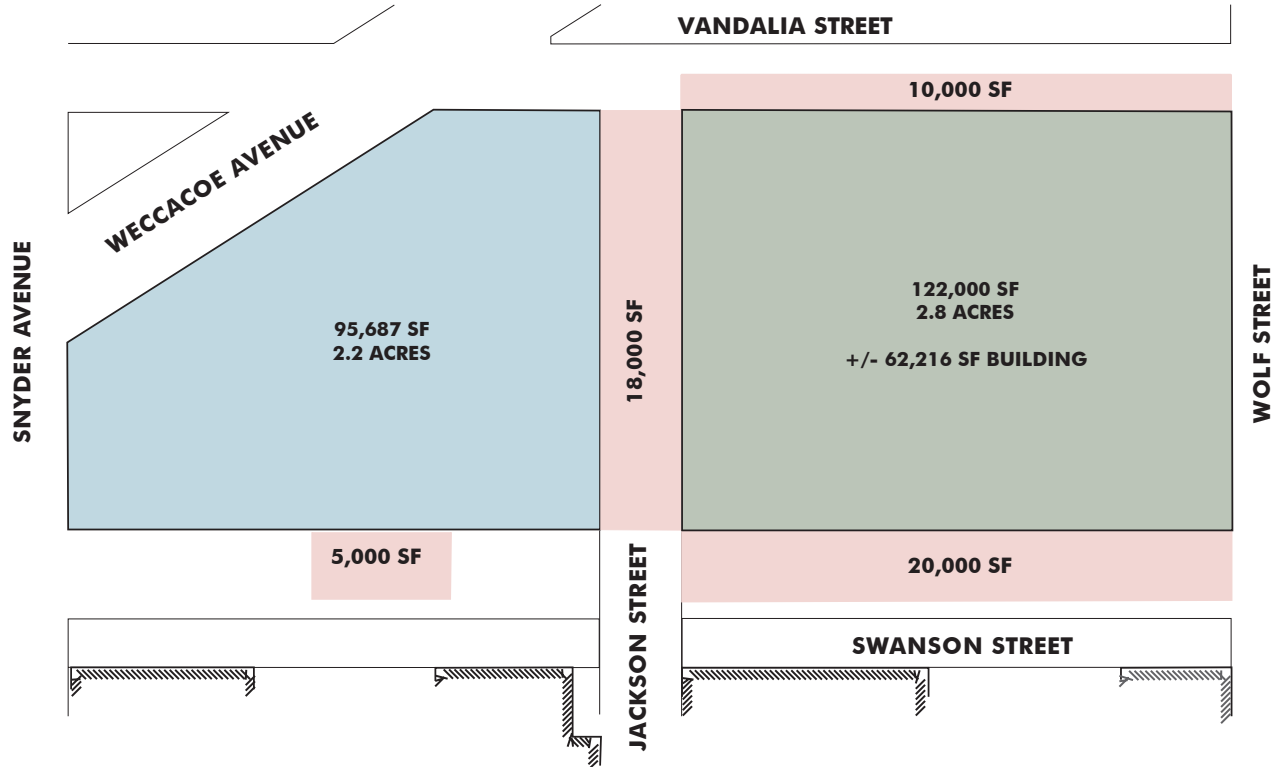 VANDALIA STREET
10,000 SF
WECCACOE AVENUE
SNYDER AVENUE
95,687 SF
2.2 ACRES
18,000 SF
122,000 SF
2.8 ACRES
+/- 62,216 SF BUILDING
WOLF STREET
5,000 SF
20,000 SF
JACKSON STREET
SWANSON STREET